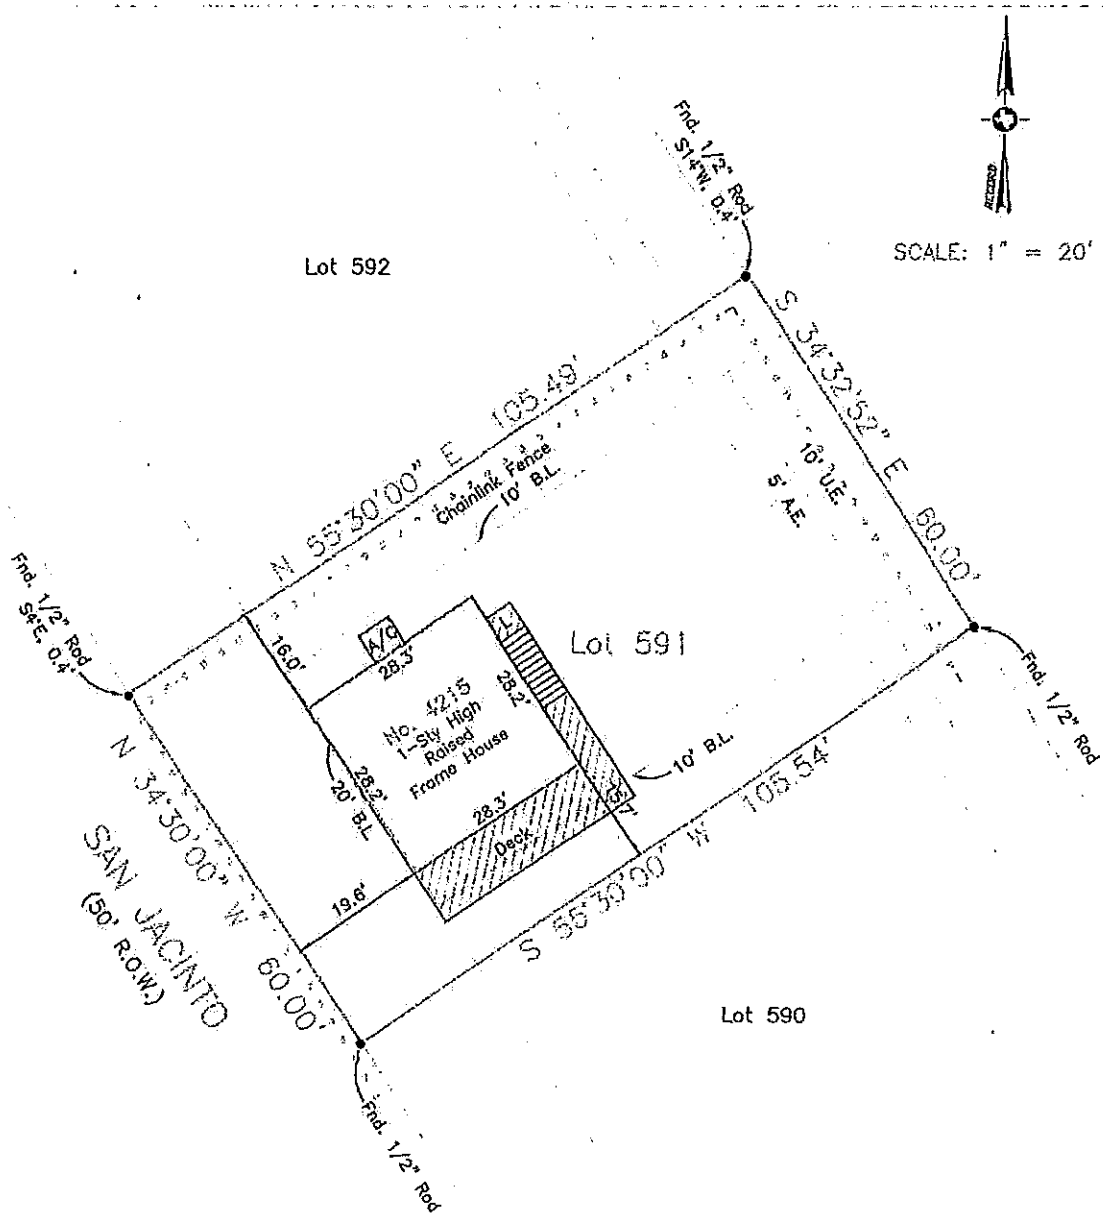 RECORD
SCALE: 1" = 20'
Fnd. 1/2" Rod
S14°W. 0.4'
Lot 592
S 34°32'52" E 60.00'
N 55°30'00" E 105.49'
Chainlink Fence
10' B.L.
10' U.E.
5' A.E.
Fnd. 1/2" Rod
S4°E. 0.4'
16.0'
A/C
28.3'
Lot 591
28.2'
No. 4215
1-Sty High
Raised
Frame House
Fnd. 1/2" Rod
N 34°30'00" W 60.00'
28.2'
20' B.L.
28.3'
10' B.L.
Deck
19.6'
S 55°30'00" W 105.54'
SAN JACINTO
(50' R.O.W.)
Lot 590
Fnd. 1/2" Rod